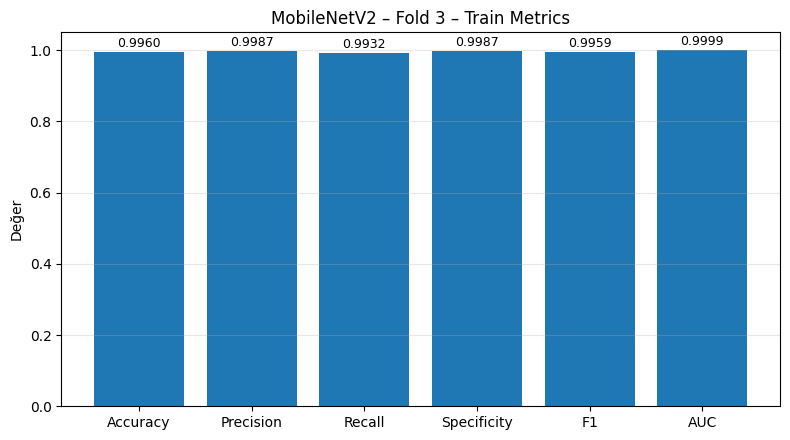 MobileNetV2 – Fold 3 – Train Metrics
Değer
1.0
0.8
0.6
0.4
0.2
0.0
0.9960
0.9987
0.9932
0.9987
0.9959
0.9999
Accuracy
Precision
Recall
Specificity
F1
AUC